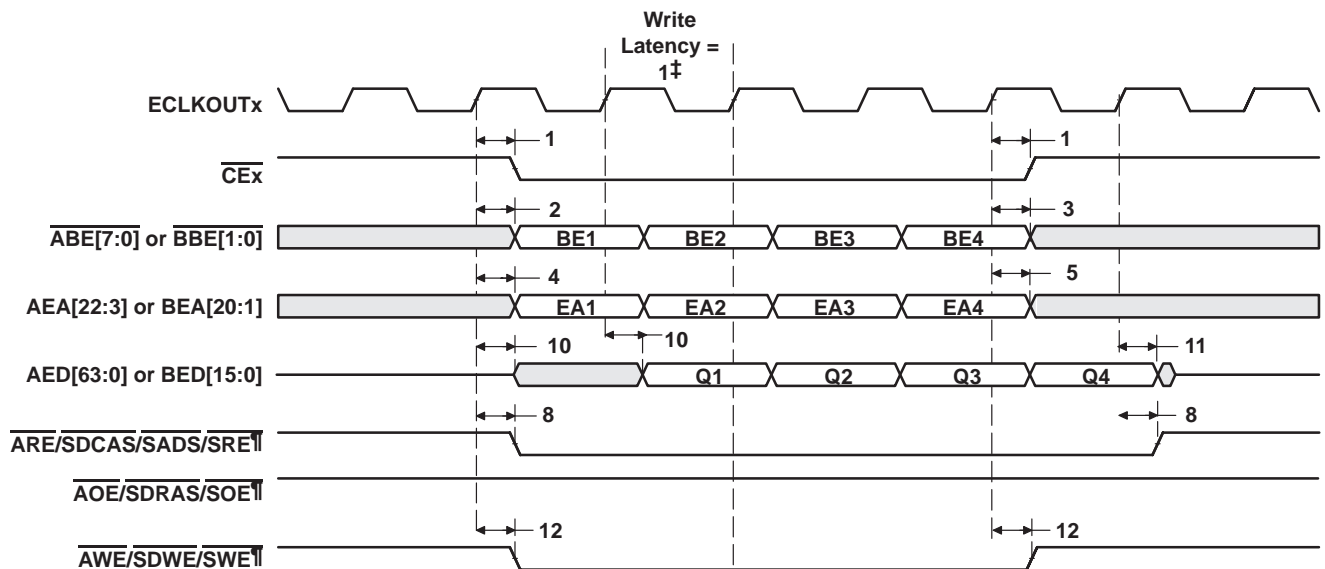 Write
Latency =
1‡
ECLKOUTx
1 1
CEx
2 3
ABE[7:0] or BBE[1:0]
BE1 BE2 BE3 BE4
4 5
AEA[22:3] or BEA[20:1]
EA1 EA2 EA3 EA4
10 10 11
AED[63:0] or BED[15:0]
Q1 Q2 Q3 Q4
8 8
ARE/SDCAS/SADS/SRE¶
AOE/SDRAS/SOE¶
12 12
AWE/SDWE/SWE¶